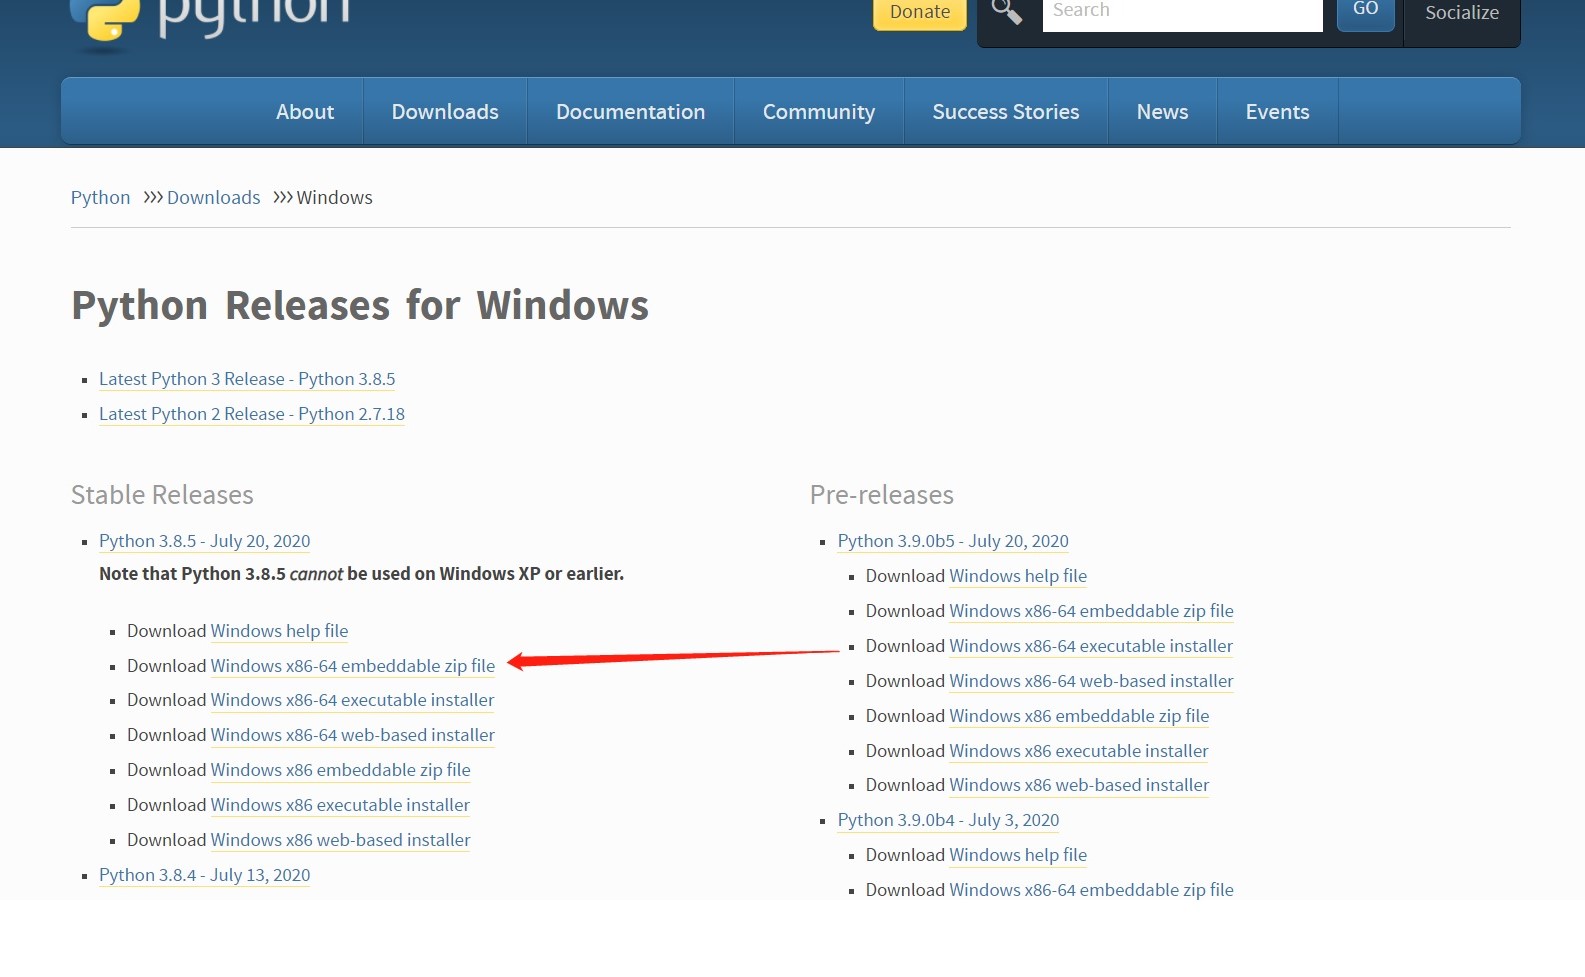 python
Donate
Search
GO
Socialize
About
Downloads
Documentation
Community
Success Stories
News
Events
Python >>> Downloads >>> Windows
Python Releases for Windows
Latest Python 3 Release - Python 3.8.5
Latest Python 2 Release - Python 2.7.18
Stable Releases
Python 3.8.5 - July 20, 2020
Note that Python 3.8.5 cannot be used on Windows XP or earlier.
Download Windows help file
Download Windows x86-64 embeddable zip file
Download Windows x86-64 executable installer
Download Windows x86-64 web-based installer
Download Windows x86 embeddable zip file
Download Windows x86 executable installer
Download Windows x86 web-based installer
Python 3.8.4 - July 13, 2020
Pre-releases
Python 3.9.0b5 - July 20, 2020
Download Windows help file
Download Windows x86-64 embeddable zip file
Download Windows x86-64 executable installer
Download Windows x86-64 web-based installer
Download Windows x86 embeddable zip file
Download Windows x86 executable installer
Download Windows x86 web-based installer
Python 3.9.0b4 - July 3, 2020
Download Windows help file
Download Windows x86-64 embeddable zip file